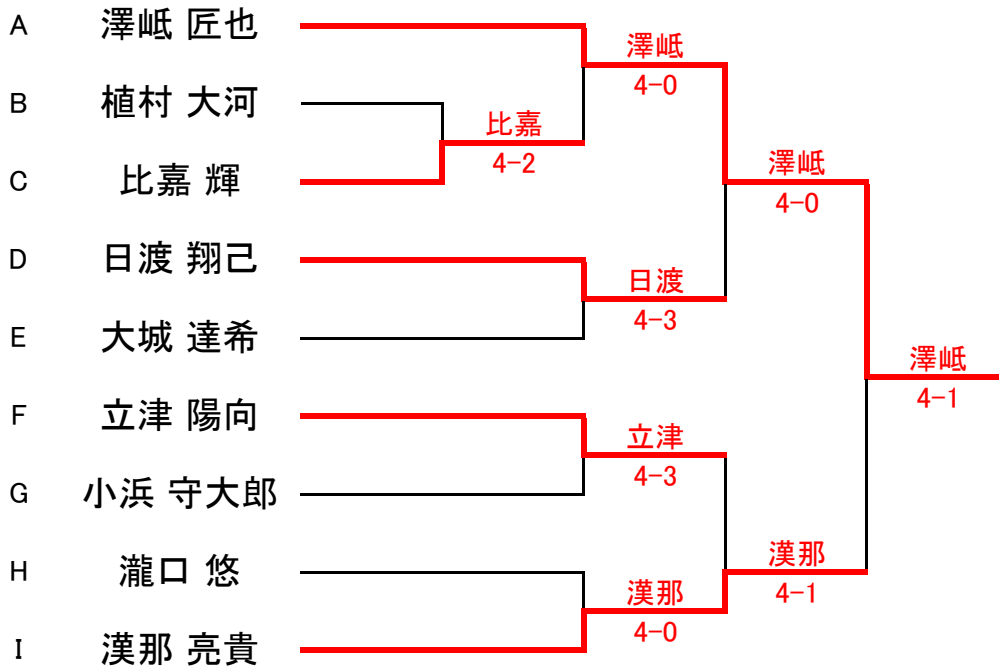 A 澤岻 匠也
澤岻
4-0
B 植村 大河
比嘉
4-2
澤岻
4-0
C 比嘉 輝
D 日渡 翔己
日渡
4-3
E 大城 達希
澤岻
4-1
F 立津 陽向
立津
4-3
G 小浜 守大郎
漢那
4-1
H 瀧口 悠
漢那
4-0
I 漢那 亮貴